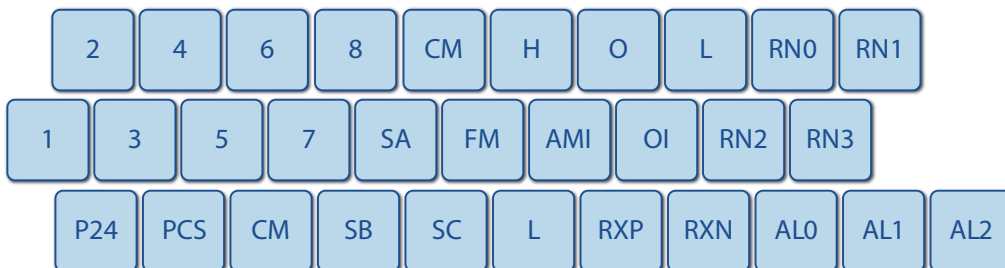 2 4 6 8 CM H O L RN0 RN1
1 3 5 7 SA FM AMI OI RN2 RN3
P24 PCS CM SB SC L RXP RXN AL0 AL1 AL2